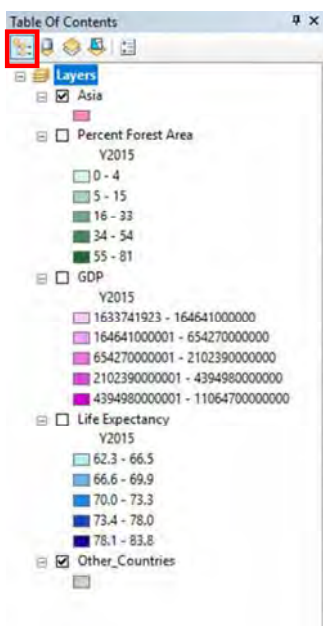 Table Of Contents
Layers
Asia
Percent Forest Area
Y2015
0 - 4
5 - 15
16 - 33
34 - 54
55 - 81
GDP
Y2015
1633741923 - 164641000000
164641000001 - 654270000000
654270000001 - 2102390000000
2102390000001 - 4394980000000
4394980000001 - 11064700000000
Life Expectancy
Y2015
62.3 - 66.5
66.6 - 69.9
70.0 - 73.3
73.4 - 78.0
78.1 - 83.8
Other_Countries